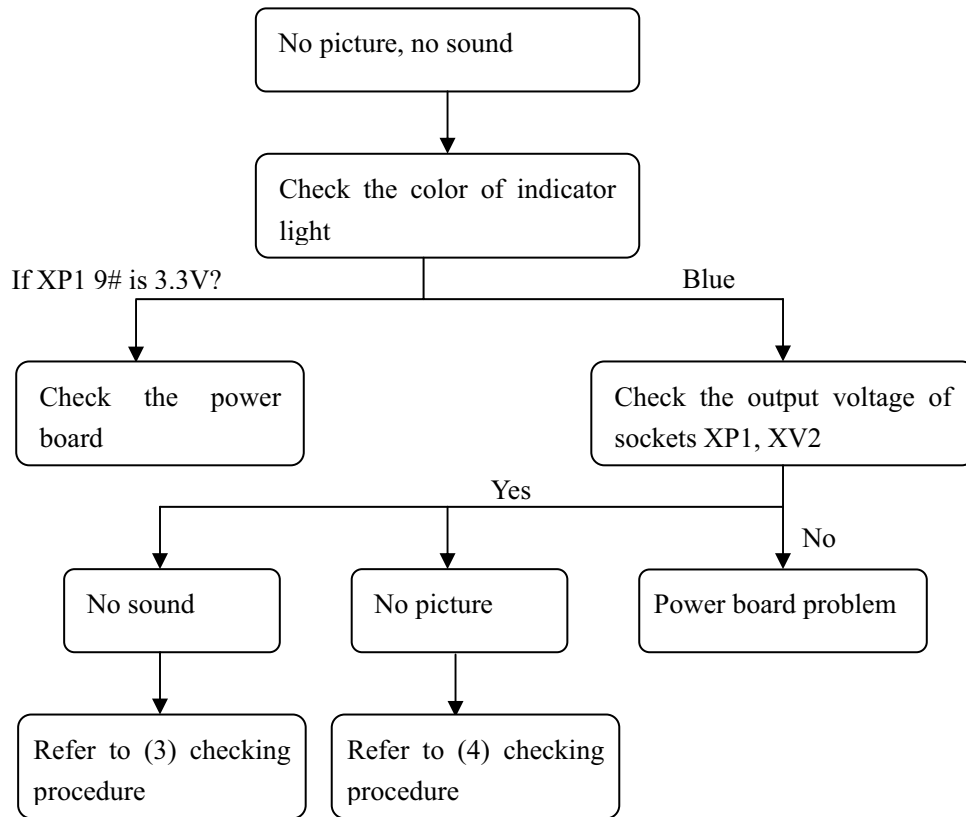 No picture, no sound
Check the color of indicator
light
If XP1 9# is 3.3V?
Blue
Check the power
board
Check the output voltage of
sockets XP1, XV2
Yes
No
No sound
No picture
Power board problem
Refer to (3) checking
procedure
Refer to (4) checking
procedure